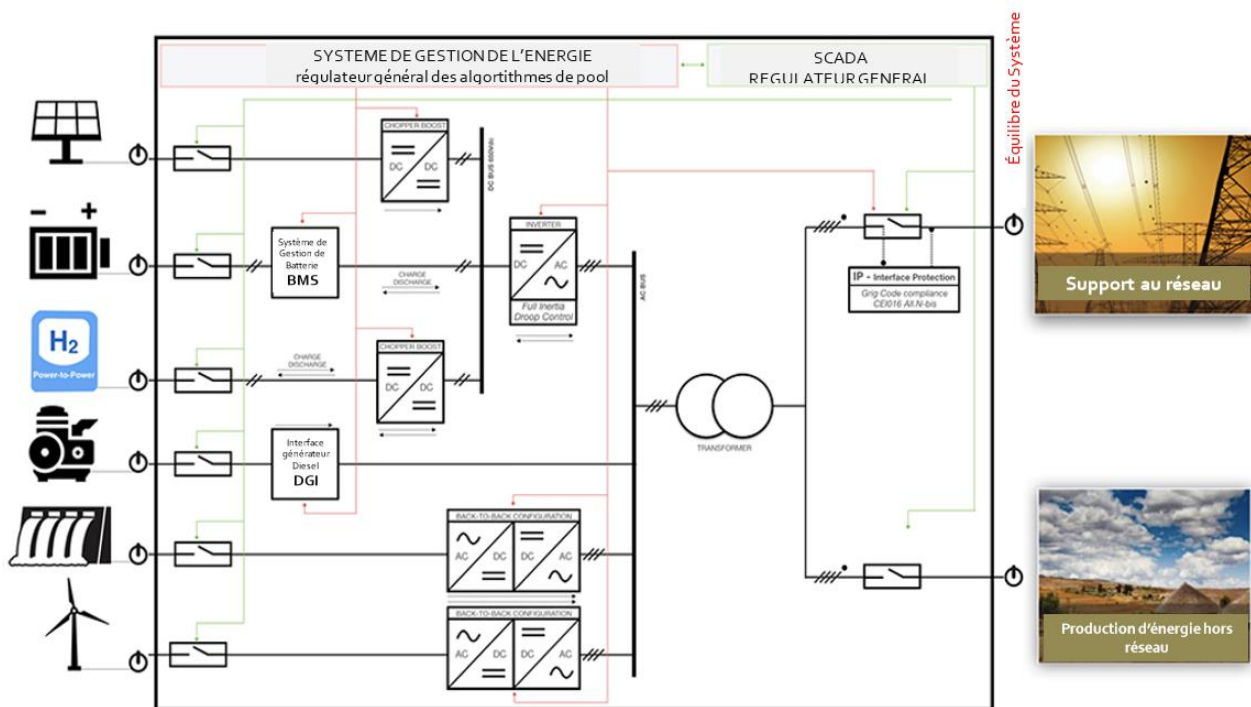 SYSTEME DE GESTION DE L'ENERGIE
régulateur général des algortithmes de pool
SCADA
REGULATEUR GENERAL
Équilibre du Système
CHOPPER BOOST
DC
DC
DC BUS 690Vdc
- +
Système de
Gestion de
Batterie
BMS
CHARGE
DISCHARGE
INVERTER
DC
AC
Full Inertia
Droop Control
AC BUS
IP - Interface Protection
Grig Code compliance
CEI016 All.N-bis
Support au réseau
H2
Power-to-Power
CHARGE
DISCHARGE
CHOPPER BOOST
DC
DC
TRANSFORMER
Interface
générateur
Diesel
DGI
BACK-TO-BACK CONFIGURATION
AC
DC
DC
AC
BACK-TO-BACK CONFIGURATION
AC
DC
DC
AC
Production d'énergie hors
réseau